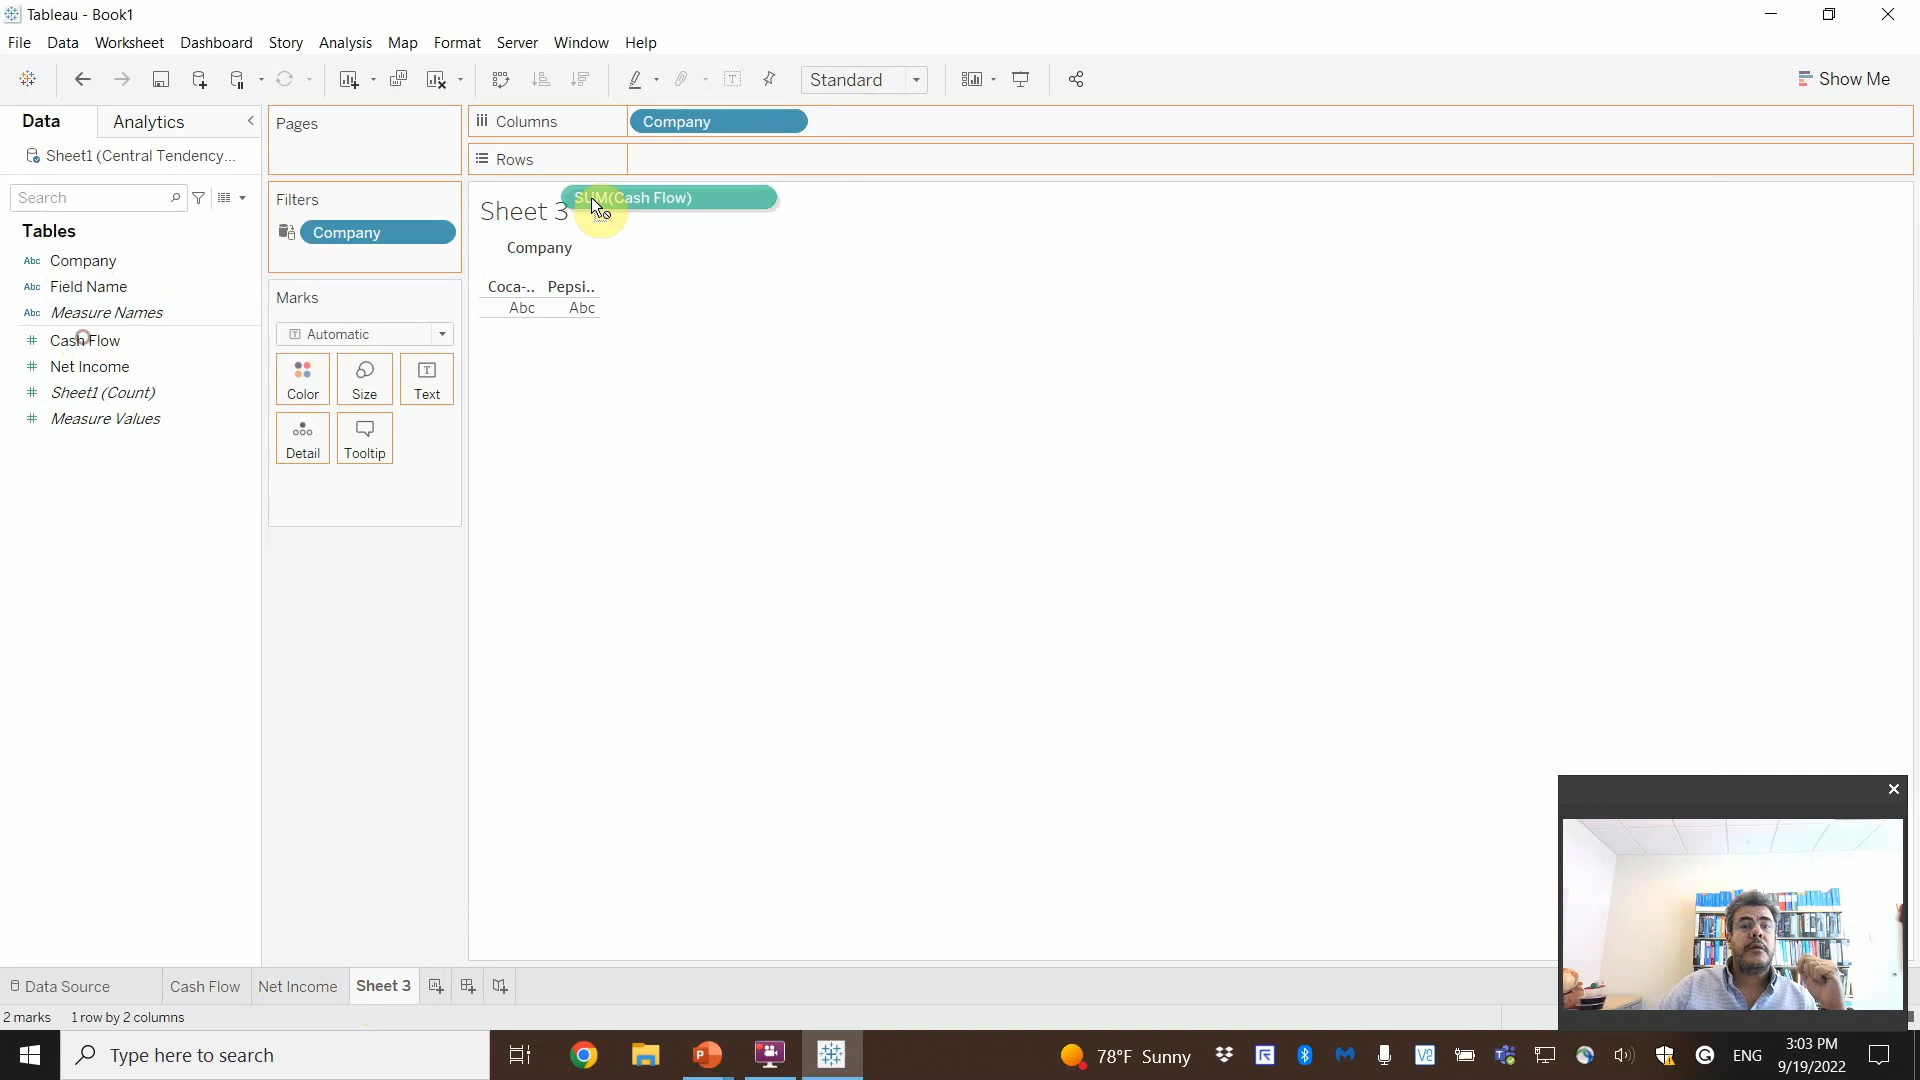 Tableau - Book1
File Data Worksheet Dashboard Story Analysis Map Format Server Window Help
Standard
Show Me
Data Analytics
Sheet1 (Central Tendency...
Search
Tables
Abc Company
Abc Field Name
Abc Measure Names
# Cash Flow
# Net Income
# Sheet1 (Count)
# Measure Values
Pages
Filters
Company
Marks
Automatic
Color Size Text
Detail Tooltip
Columns Company
Rows
SUM(Cash Flow)
Sheet 3
Company
Coca-.. Pepsi..
Abc Abc
Data Source Cash Flow Net Income Sheet 3
2 marks 1 row by 2 columns
Type here to search
78°F Sunny
ENG
3:03 PM
9/19/2022